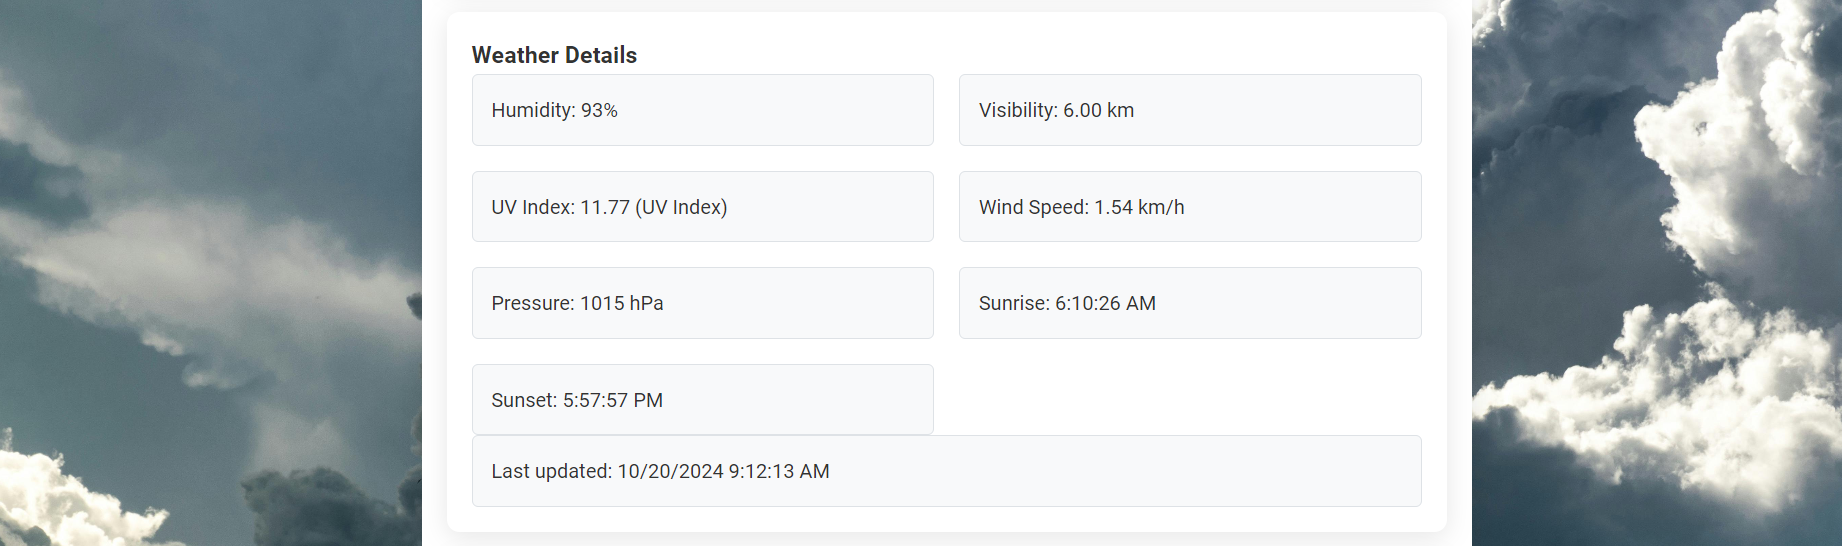 Weather Details
Humidity: 93%
Visibility: 6.00 km
UV Index: 11.77 (UV Index)
Wind Speed: 1.54 km/h
Pressure: 1015 hPa
Sunrise: 6:10:26 AM
Sunset: 5:57:57 PM
Last updated: 10/20/2024 9:12:13 AM